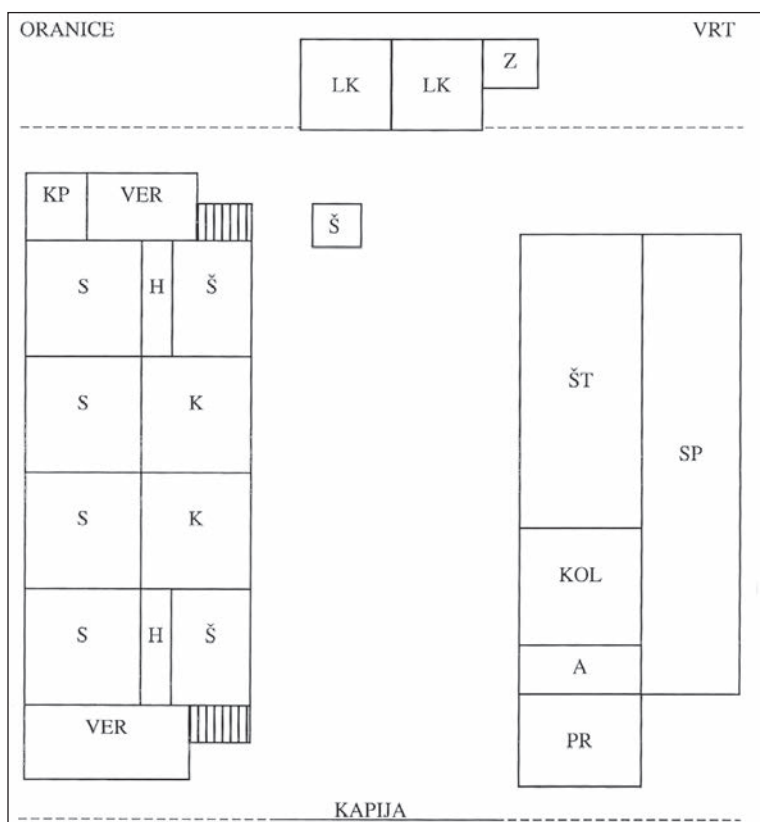 ORANICE
VRT
LK
LK
Z
KP
VER
Š
S
H
Š
ŠT
SP
S
K
S
K
KOL
S
H
Š
A
VER
PR
KAPIJA